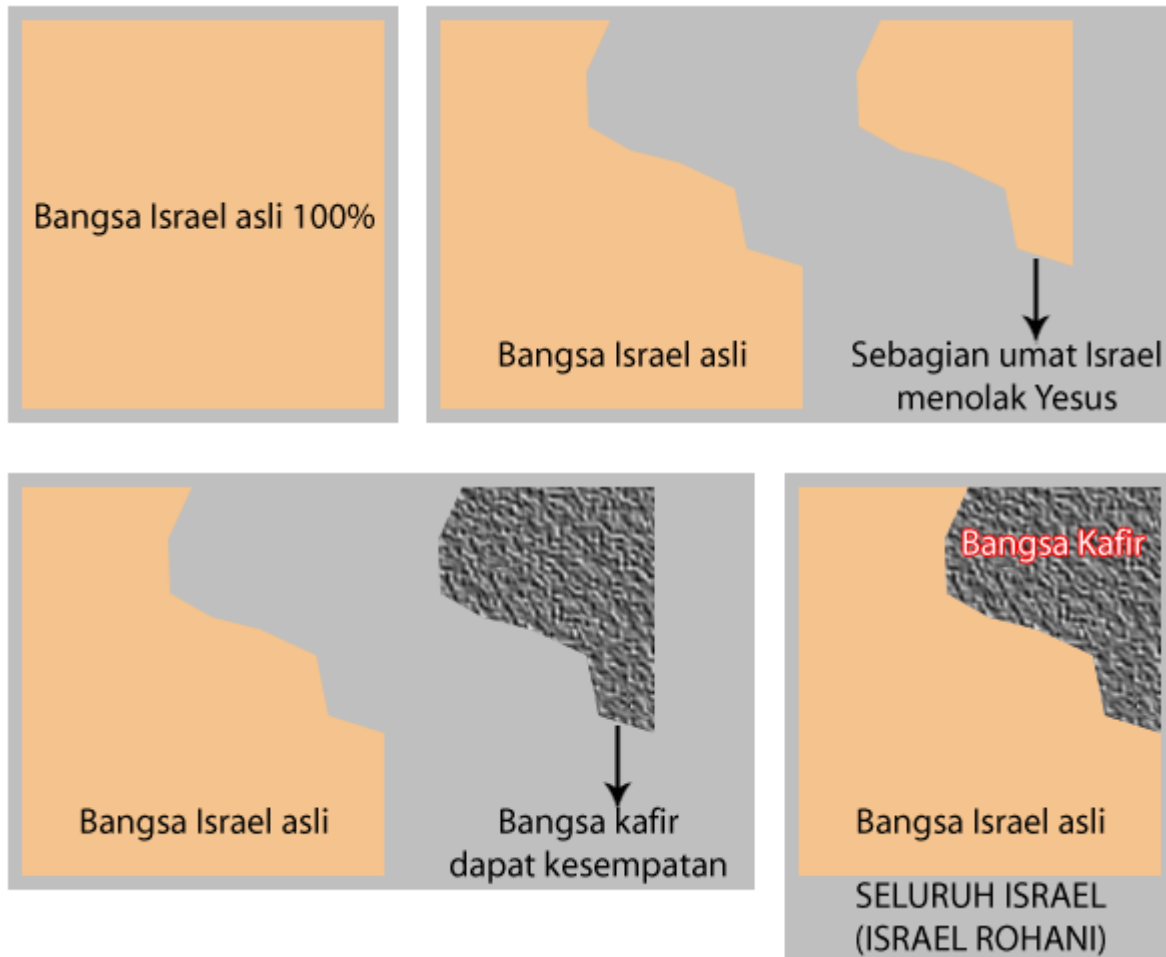 Bangsa Israel asli 100%
Bangsa Israel asli
Sebagian umat Israel
menolak Yesus
Bangsa Israel asli
Bangsa kafir
dapat kesempatan
Bangsa Kafir
Bangsa Israel asli
SELURUH ISRAEL
(ISRAEL ROHANI)